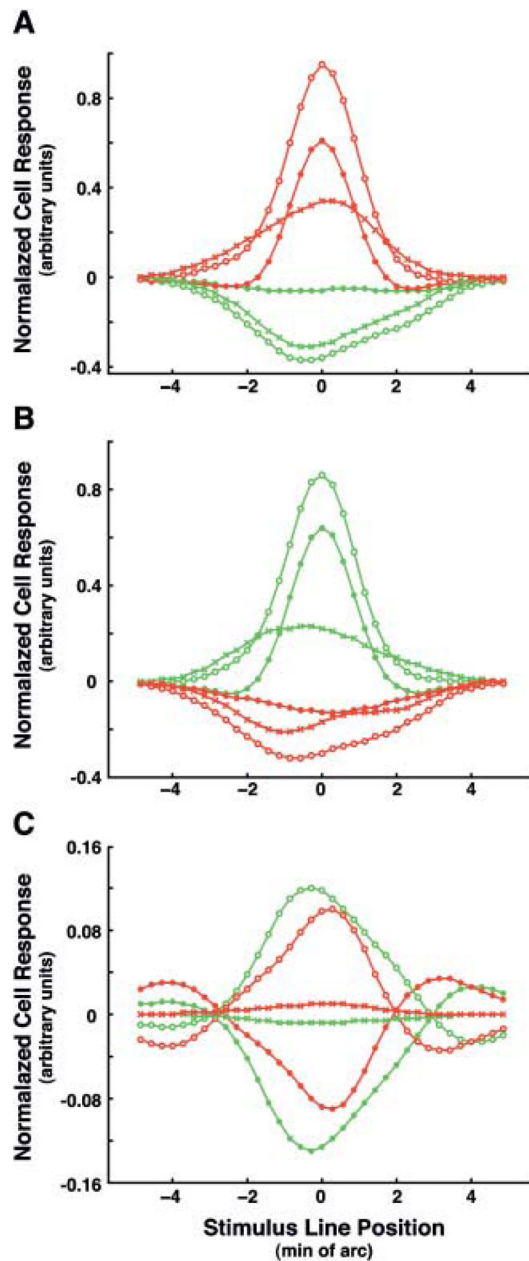 A
Normalazed Cell Response
(arbitrary units)
0.8
0.4
0
-0.4
−4
−2
0
2
4
B
Normalazed Cell Response
(arbitrary units)
0.8
0.4
0
-0.4
−4
−2
0
2
4
C
Normalazed Cell Response
(arbitrary units)
0.16
0.08
0
-0.08
-0.16
−4
−2
0
2
4
Stimulus Line Position
(min of arc)